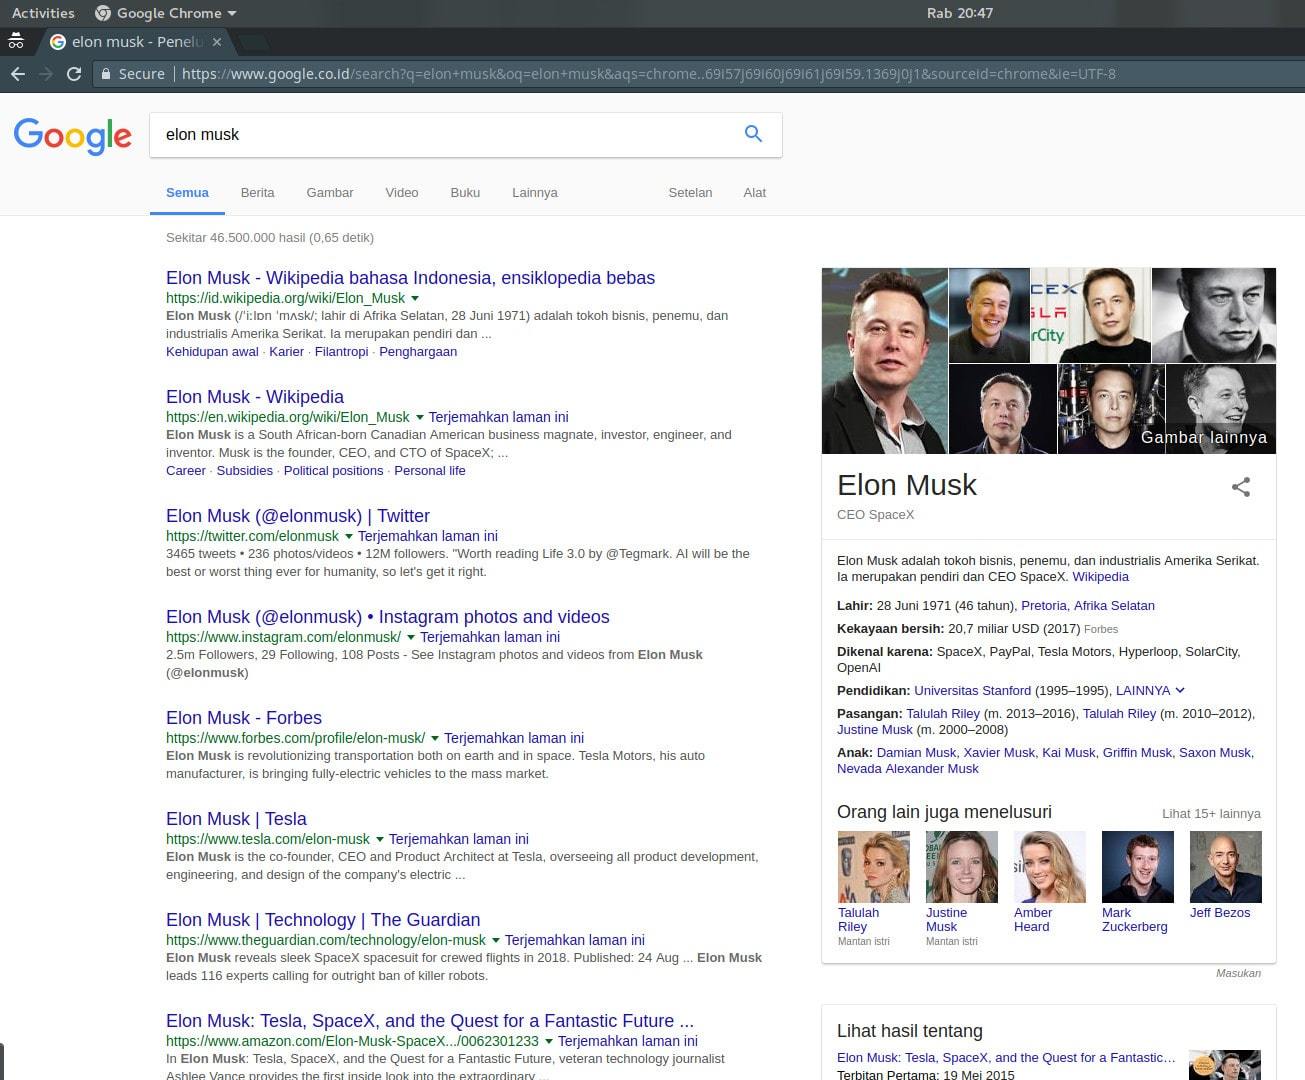 Activities
Google Chrome
Rab 20:47
elon musk - Penelu
Secure
https://www.google.co.id/search?q=elon+musk&oq=elon+musk&aqs=chrome..69i57j69i60j69i61j69i59.1369j0j1&sourceid=chrome&ie=UTF-8
Google
elon musk
Semua Berita Gambar Video Buku Lainnya Setelan Alat
Sekitar 46.500.000 hasil (0,65 detik)
Elon Musk - Wikipedia bahasa Indonesia, ensiklopedia bebas
https://id.wikipedia.org/wiki/Elon_Musk
Elon Musk (/ˈiːlɒn ˈmʌsk/; lahir di Afrika Selatan, 28 Juni 1971) adalah tokoh bisnis, penemu, dan
industrialis Amerika Serikat. Ia merupakan pendiri dan ...
Kehidupan awal · Karier · Filantropi · Penghargaan
Elon Musk - Wikipedia
https://en.wikipedia.org/wiki/Elon_Musk Terjemahkan laman ini
Elon Musk is a South African-born Canadian American business magnate, investor, engineer, and
inventor. Musk is the founder, CEO, and CTO of SpaceX; ...
Career · Subsidies · Political positions · Personal life
Elon Musk (@elonmusk) | Twitter
https://twitter.com/elonmusk Terjemahkan laman ini
3465 tweets • 236 photos/videos • 12M followers. "Worth reading Life 3.0 by @Tegmark. AI will be the
best or worst thing ever for humanity, so let's get it right.
Elon Musk (@elonmusk) • Instagram photos and videos
https://www.instagram.com/elonmusk/ Terjemahkan laman ini
2.5m Followers, 29 Following, 108 Posts - See Instagram photos and videos from Elon Musk
(@elonmusk)
Elon Musk - Forbes
https://www.forbes.com/profile/elon-musk/ Terjemahkan laman ini
Elon Musk is revolutionizing transportation both on earth and in space. Tesla Motors, his auto
manufacturer, is bringing fully-electric vehicles to the mass market.
Elon Musk | Tesla
https://www.tesla.com/elon-musk Terjemahkan laman ini
Elon Musk is the co-founder, CEO and Product Architect at Tesla, overseeing all product development,
engineering, and design of the company's electric ...
Elon Musk | Technology | The Guardian
https://www.theguardian.com/technology/elon-musk Terjemahkan laman ini
Elon Musk reveals sleek SpaceX spacesuit for crewed flights in 2018. Published: 24 Aug ... Elon Musk
leads 116 experts calling for outright ban of killer robots.
Elon Musk: Tesla, SpaceX, and the Quest for a Fantastic Future ...
https://www.amazon.com/Elon-Musk-SpaceX.../0062301233 Terjemahkan laman ini
In Elon Musk: Tesla, SpaceX, and the Quest for a Fantastic Future, veteran technology journalist
Ashlee Vance provides the first inside look into the extraordinary ...
Gambar lainnya
Elon Musk
CEO SpaceX
Elon Musk adalah tokoh bisnis, penemu, dan industrialis Amerika Serikat.
Ia merupakan pendiri dan CEO SpaceX. Wikipedia
Lahir: 28 Juni 1971 (46 tahun), Pretoria, Afrika Selatan
Kekayaan bersih: 20,7 miliar USD (2017) Forbes
Dikenal karena: SpaceX, PayPal, Tesla Motors, Hyperloop, SolarCity,
OpenAI
Pendidikan: Universitas Stanford (1995–1995), LAINNYA
Pasangan: Talulah Riley (m. 2013–2016), Talulah Riley (m. 2010–2012),
Justine Musk (m. 2000–2008)
Anak: Damian Musk, Xavier Musk, Kai Musk, Griffin Musk, Saxon Musk,
Nevada Alexander Musk
Orang lain juga menelusuri
Lihat 15+ lainnya
Talulah Riley
Mantan istri
Justine Musk
Mantan istri
Amber Heard
Mark Zuckerberg
Jeff Bezos
Masukan
Lihat hasil tentang
Elon Musk: Tesla, SpaceX, and the Quest for a Fantastic...
Terbitan Pertama: 19 Mei 2015